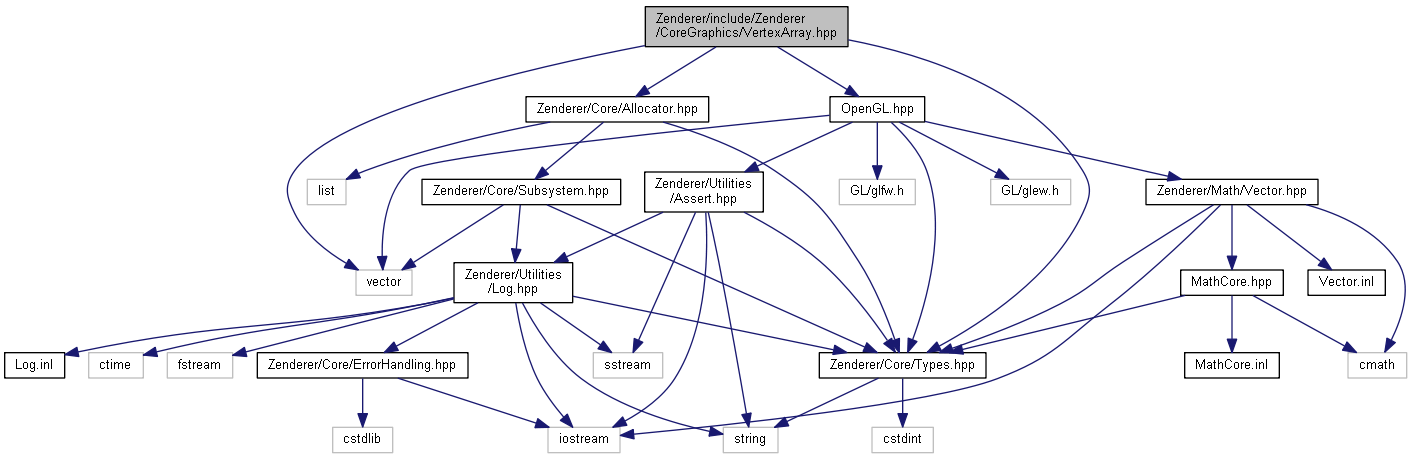 Zenderer/include/Zenderer
/CoreGraphics/VertexArray.hpp
Zenderer/Core/Allocator.hpp
OpenGL.hpp
list
Zenderer/Core/Subsystem.hpp
Zenderer/Utilities
/Assert.hpp
GL/glfw.h
GL/glew.h
Zenderer/Math/Vector.hpp
vector
Zenderer/Utilities
/Log.hpp
MathCore.hpp
Vector.inl
Log.inl
ctime
fstream
Zenderer/Core/ErrorHandling.hpp
sstream
Zenderer/Core/Types.hpp
MathCore.inl
cmath
cstdlib
iostream
string
cstdint